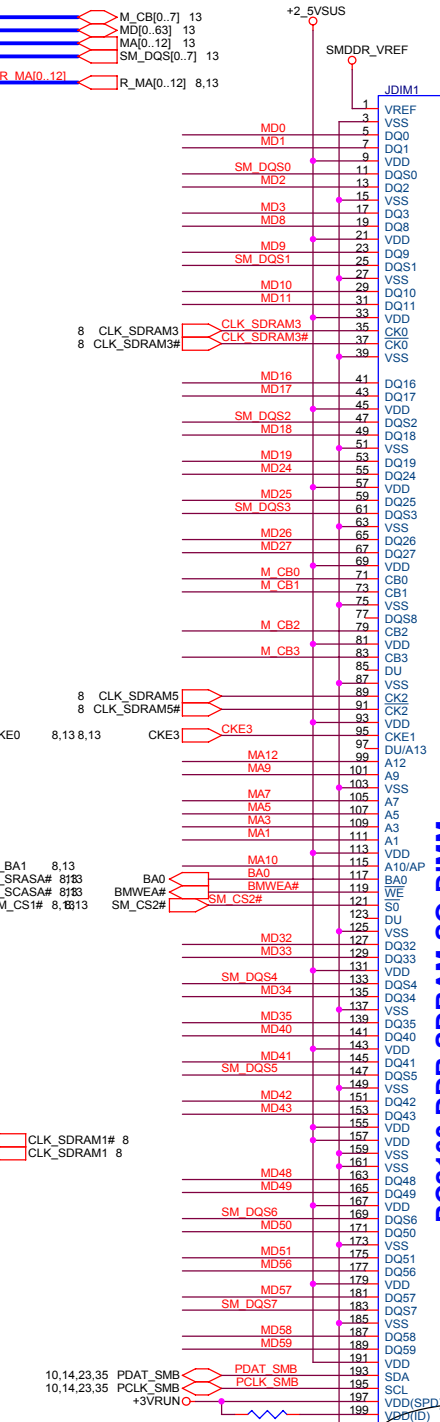 M_CB[0..7] 13
MD[0..63] 13
MA[0..12] 13
SM_DQS[0..7] 13
R_MA[0..12] R_MA[0..12] 8,13
+2_5VSUS
SMDDR_VREF
JDIM1
1 VREF
3 VSS
MD0 5 DQ0
MD1 7 DQ1
9 VDD
SM_DQS0 11 DQS0
MD2 13 DQ2
15 VSS
MD3 17 DQ3
MD8 19 DQ8
21 VDD
MD9 23 DQ9
SM_DQS1 25 DQS1
27 VSS
MD10 29 DQ10
MD11 31 DQ11
33 VDD
8 CLK_SDRAM3 CLK_SDRAM3 35 CK0
8 CLK_SDRAM3# CLK_SDRAM3# 37 CK0
39 VSS
MD16 41 DQ16
MD17 43 DQ17
45 VDD
SM_DQS2 47 DQS2
MD18 49 DQ18
51 VSS
MD19 53 DQ19
MD24 55 DQ24
57 VDD
MD25 59 DQ25
SM_DQS3 61 DQS3
63 VSS
MD26 65 DQ26
MD27 67 DQ27
69 VDD
M_CB0 71 CB0
M_CB1 73 CB1
75 VSS
77 DQS8
M_CB2 79 CB2
81 VDD
M_CB3 83 CB3
85 DU
87 VSS
8 CLK_SDRAM5 89 CK2
8 CLK_SDRAM5# 91 CK2
93 VDD
KE0 8,13 8,13 CKE3 CKE3 95 CKE1
97 DU/A13
MA12 99 A12
MA9 101 A9
103 VSS
MA7 105 A7
MA5 107 A5
MA3 109 A3
MA1 111 A1
113 VDD
MA10 115 A10/AP
_BA1 8,13
_SRASA# 8,13 BA0 BA0 117 BA0
_SCASA# 8,13 BMWEA# BMWEA# 119 WE
M_CS1# 8,13 8,13 SM_CS2# SM_CS2# 121 S0
123 DU
125 VSS
MD32 127 DQ32
MD33 129 DQ33
131 VDD
SM_DQS4 133 DQS4
MD34 135 DQ34
137 VSS
MD35 139 DQ35
MD40 141 DQ40
143 VDD
MD41 145 DQ41
SM_DQS5 147 DQS5
149 VSS
MD42 151 DQ42
MD43 153 DQ43
155 VDD
CLK_SDRAM1# 8 157 VDD
CLK_SDRAM1 8 159 VSS
161 VSS
MD48 163 DQ48
MD49 165 DQ49
167 VDD
SM_DQS6 169 DQS6
MD50 171 DQ50
173 VSS
MD51 175 DQ51
MD56 177 DQ56
179 VDD
MD57 181 DQ57
SM_DQS7 183 DQS7
185 VSS
MD58 187 DQ58
MD59 189 DQ59
191 VDD
10,14,23,35 PDAT_SMB PDAT_SMB 193 SDA
10,14,23,35 PCLK_SMB PCLK_SMB 195 SCL
+3VRUN 197 VDD(SPD
199 VDD(ID)